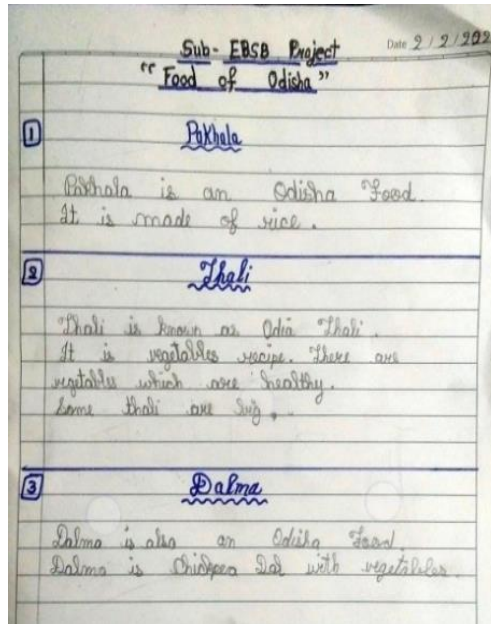 Sub- EBSB Project
Date 2/2/202
"Food of Odisha"
1
Pakhala
Pakhala is an Odisha Food.
It is made of rice.
2
Thali
Thali is known as Odia Thali.
It is vegetables recipe. There are
vegetables which are healthy.
Some thali are big.
3
Dalma
Dalma is also an Odisha Food.
Dalma is Chickpea Dal with vegetables.